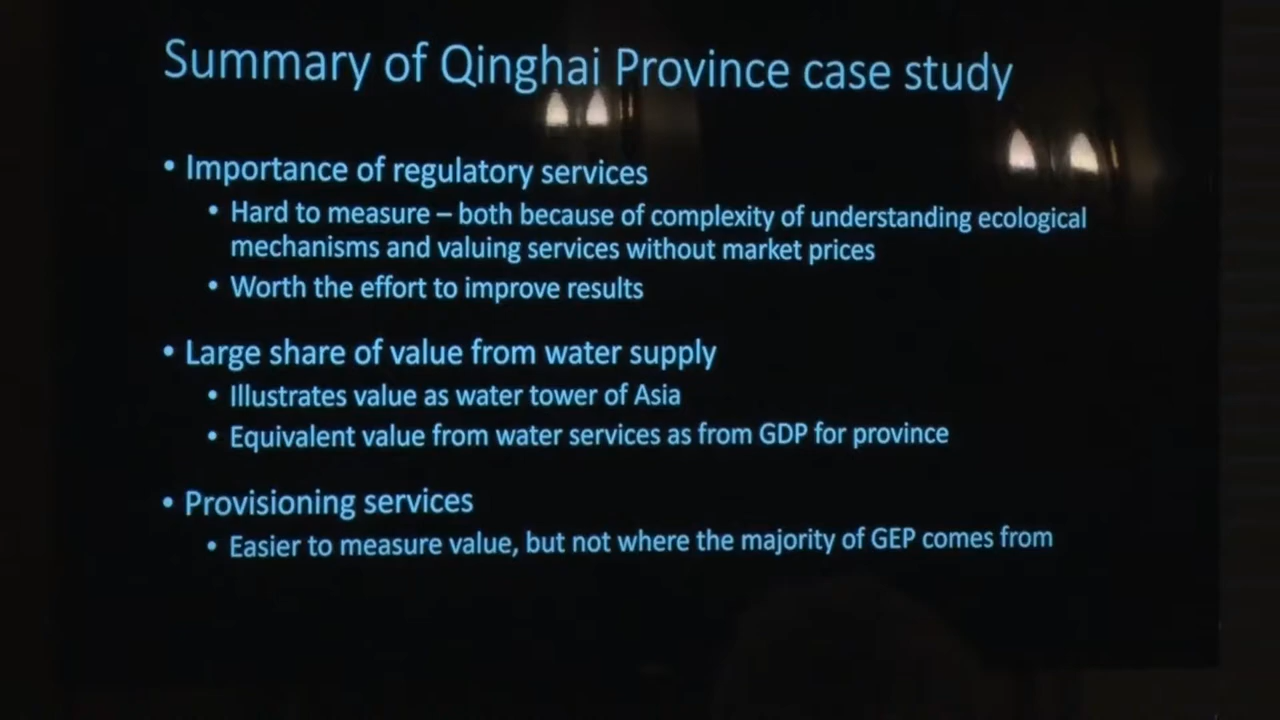 Summary of Qinghai Province case study
• Importance of regulatory services
• Hard to measure – both because of complexity of understanding ecological
mechanisms and valuing services without market prices
• Worth the effort to improve results
• Large share of value from water supply
• Illustrates value as water tower of Asia
• Equivalent value from water services as from GDP for province
• Provisioning services
• Easier to measure value, but not where the majority of GEP comes from